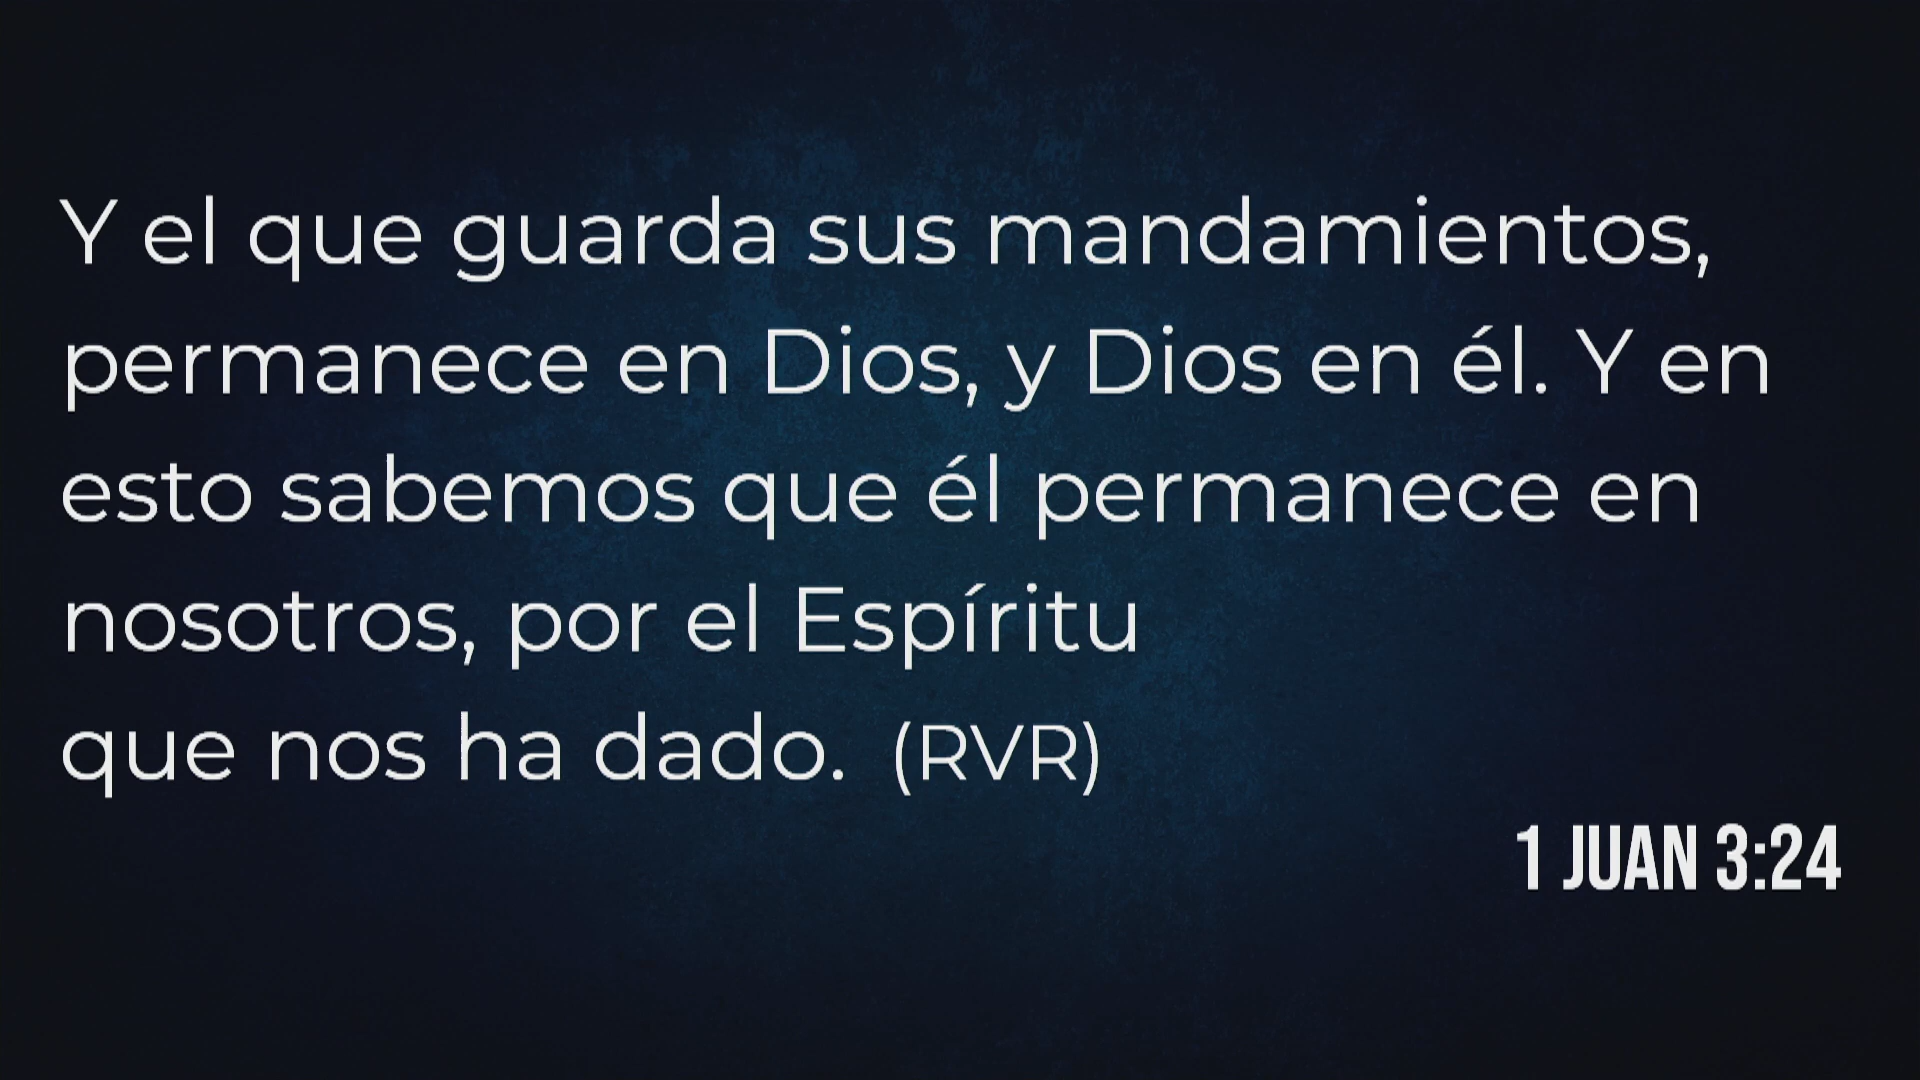 Y el que guarda sus mandamientos,
permanece en Dios, y Dios en él. Y en
esto sabemos que él permanece en
nosotros, por el Espíritu
que nos ha dado. (RVR)
1 JUAN 3:24